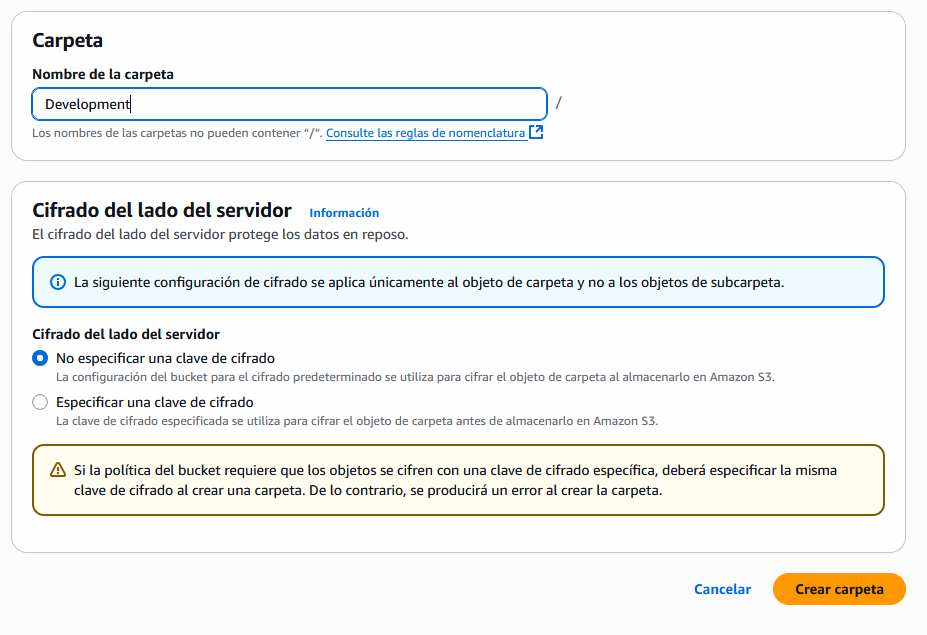 Carpeta
Nombre de la carpeta
Development
/
Los nombres de las carpetas no pueden contener "/". Consulte las reglas de nomenclatura
Cifrado del lado del servidor Información
El cifrado del lado del servidor protege los datos en reposo.
La siguiente configuración de cifrado se aplica únicamente al objeto de carpeta y no a los objetos de subcarpeta.
Cifrado del lado del servidor
No especificar una clave de cifrado
La configuración del bucket para el cifrado predeterminado se utiliza para cifrar el objeto de carpeta al almacenarlo en Amazon S3.
Especificar una clave de cifrado
La clave de cifrado especificada se utiliza para cifrar el objeto de carpeta antes de almacenarlo en Amazon S3.
Si la política del bucket requiere que los objetos se cifren con una clave de cifrado específica, deberá especificar la misma
clave de cifrado al crear una carpeta. De lo contrario, se producirá un error al crear la carpeta.
Cancelar Crear carpeta